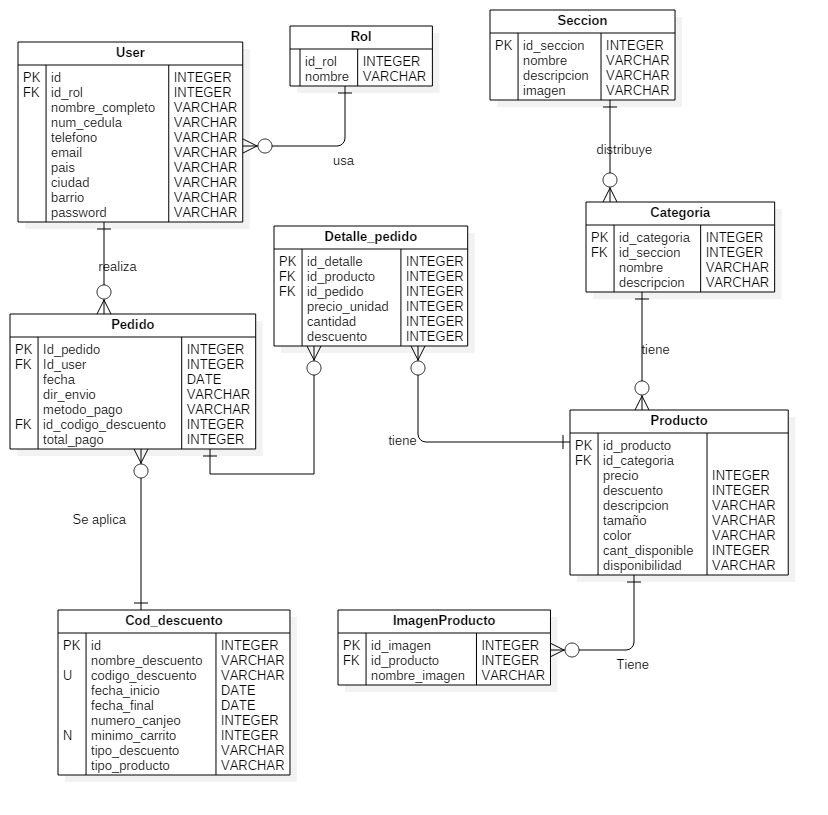 User
PK id INTEGER
FK id_rol INTEGER
nombre_completo VARCHAR
num_cedula VARCHAR
telefono VARCHAR
email VARCHAR
pais VARCHAR
ciudad VARCHAR
barrio VARCHAR
password VARCHAR
Rol
id_rol INTEGER
nombre VARCHAR
usa
Seccion
PK id_seccion INTEGER
nombre VARCHAR
descripcion VARCHAR
imagen VARCHAR
distribuye
Categoria
PK id_categoria INTEGER
FK id_seccion INTEGER
nombre VARCHAR
descripcion VARCHAR
realiza
Detalle_pedido
PK id_detalle INTEGER
FK id_producto INTEGER
FK id_pedido INTEGER
precio_unidad INTEGER
cantidad INTEGER
descuento INTEGER
Pedido
PK Id_pedido INTEGER
FK Id_user INTEGER
fecha DATE
dir_envio VARCHAR
metodo_pago VARCHAR
FK id_codigo_descuento INTEGER
total_pago INTEGER
tiene
tiene
Producto
PK id_producto
FK id_categoria
precio INTEGER
descuento INTEGER
descripcion VARCHAR
tamaño VARCHAR
color VARCHAR
cant_disponible INTEGER
disponibilidad VARCHAR
Se aplica
Cod_descuento
PK id INTEGER
nombre_descuento VARCHAR
U codigo_descuento VARCHAR
fecha_inicio DATE
fecha_final DATE
numero_canjeo INTEGER
N minimo_carrito INTEGER
tipo_descuento VARCHAR
tipo_producto VARCHAR
ImagenProducto
PK id_imagen INTEGER
FK id_producto INTEGER
nombre_imagen VARCHAR
Tiene